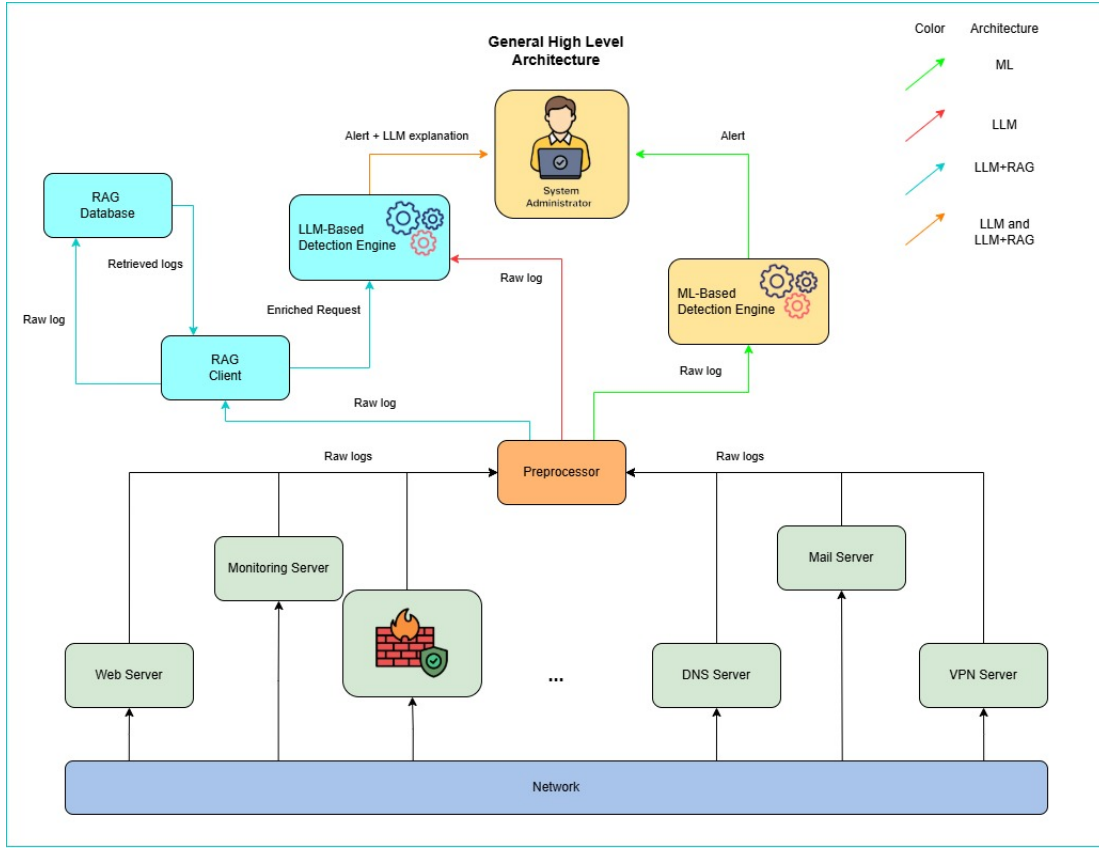 General High Level
Architecture
Color
Architecture
ML
LLM
LLM+RAG
LLM and
LLM+RAG
Alert + LLM explanation
Alert
System
Administrator
RAG
Database
LLM-Based
Detection Engine
Retrieved logs
Raw log
ML-Based
Detection Engine
Raw log
Enriched Request
RAG
Client
Raw log
Raw log
Raw logs
Preprocessor
Raw logs
Monitoring Server
Mail Server
Web Server
...
DNS Server
VPN Server
Network